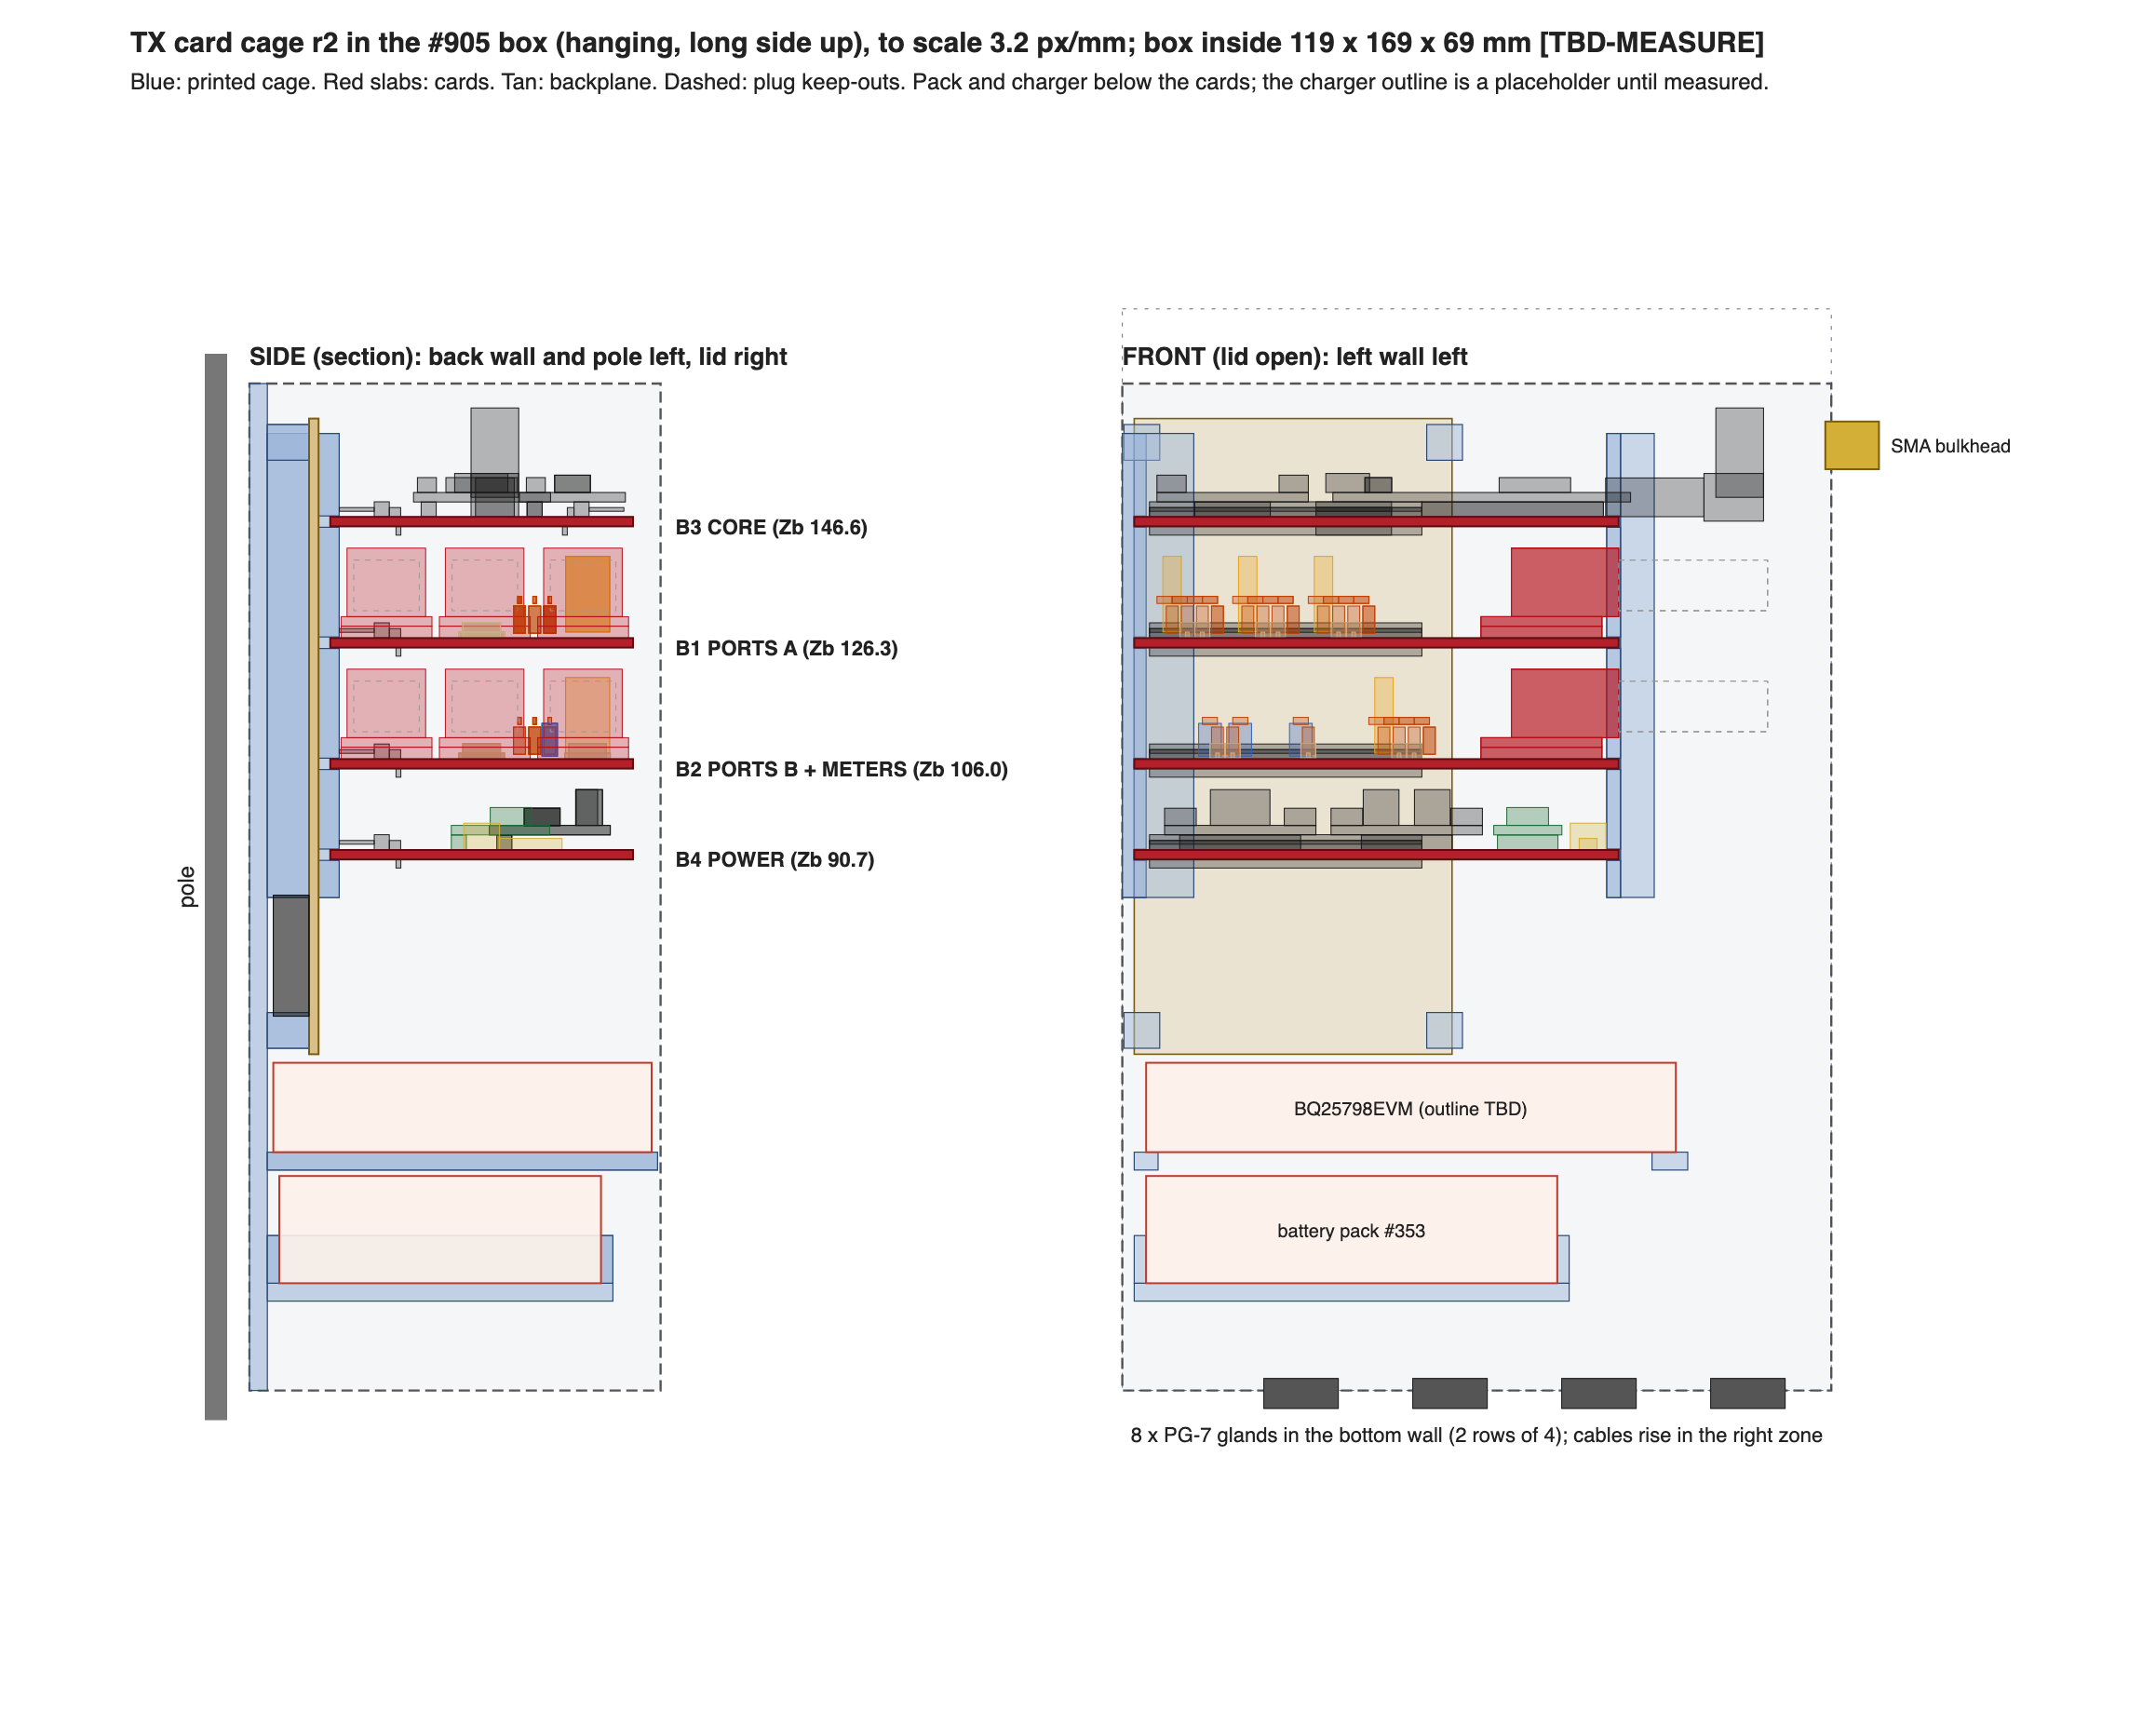 TX card cage r2 in the #905 box (hanging, long side up), to scale 3.2 px/mm; box inside 119 x 169 x 69 mm [TBD-MEASURE]
Blue: printed cage. Red slabs: cards. Tan: backplane. Dashed: plug keep-outs. Pack and charger below the cards; the charger outline is a placeholder until measured.
SIDE (section): back wall and pole left, lid right
FRONT (lid open): left wall left
SMA bulkhead
B3 CORE (Zb 146.6)
B1 PORTS A (Zb 126.3)
B2 PORTS B + METERS (Zb 106.0)
B4 POWER (Zb 90.7)
pole
BQ25798EVM (outline TBD)
battery pack #353
8 x PG-7 glands in the bottom wall (2 rows of 4); cables rise in the right zone